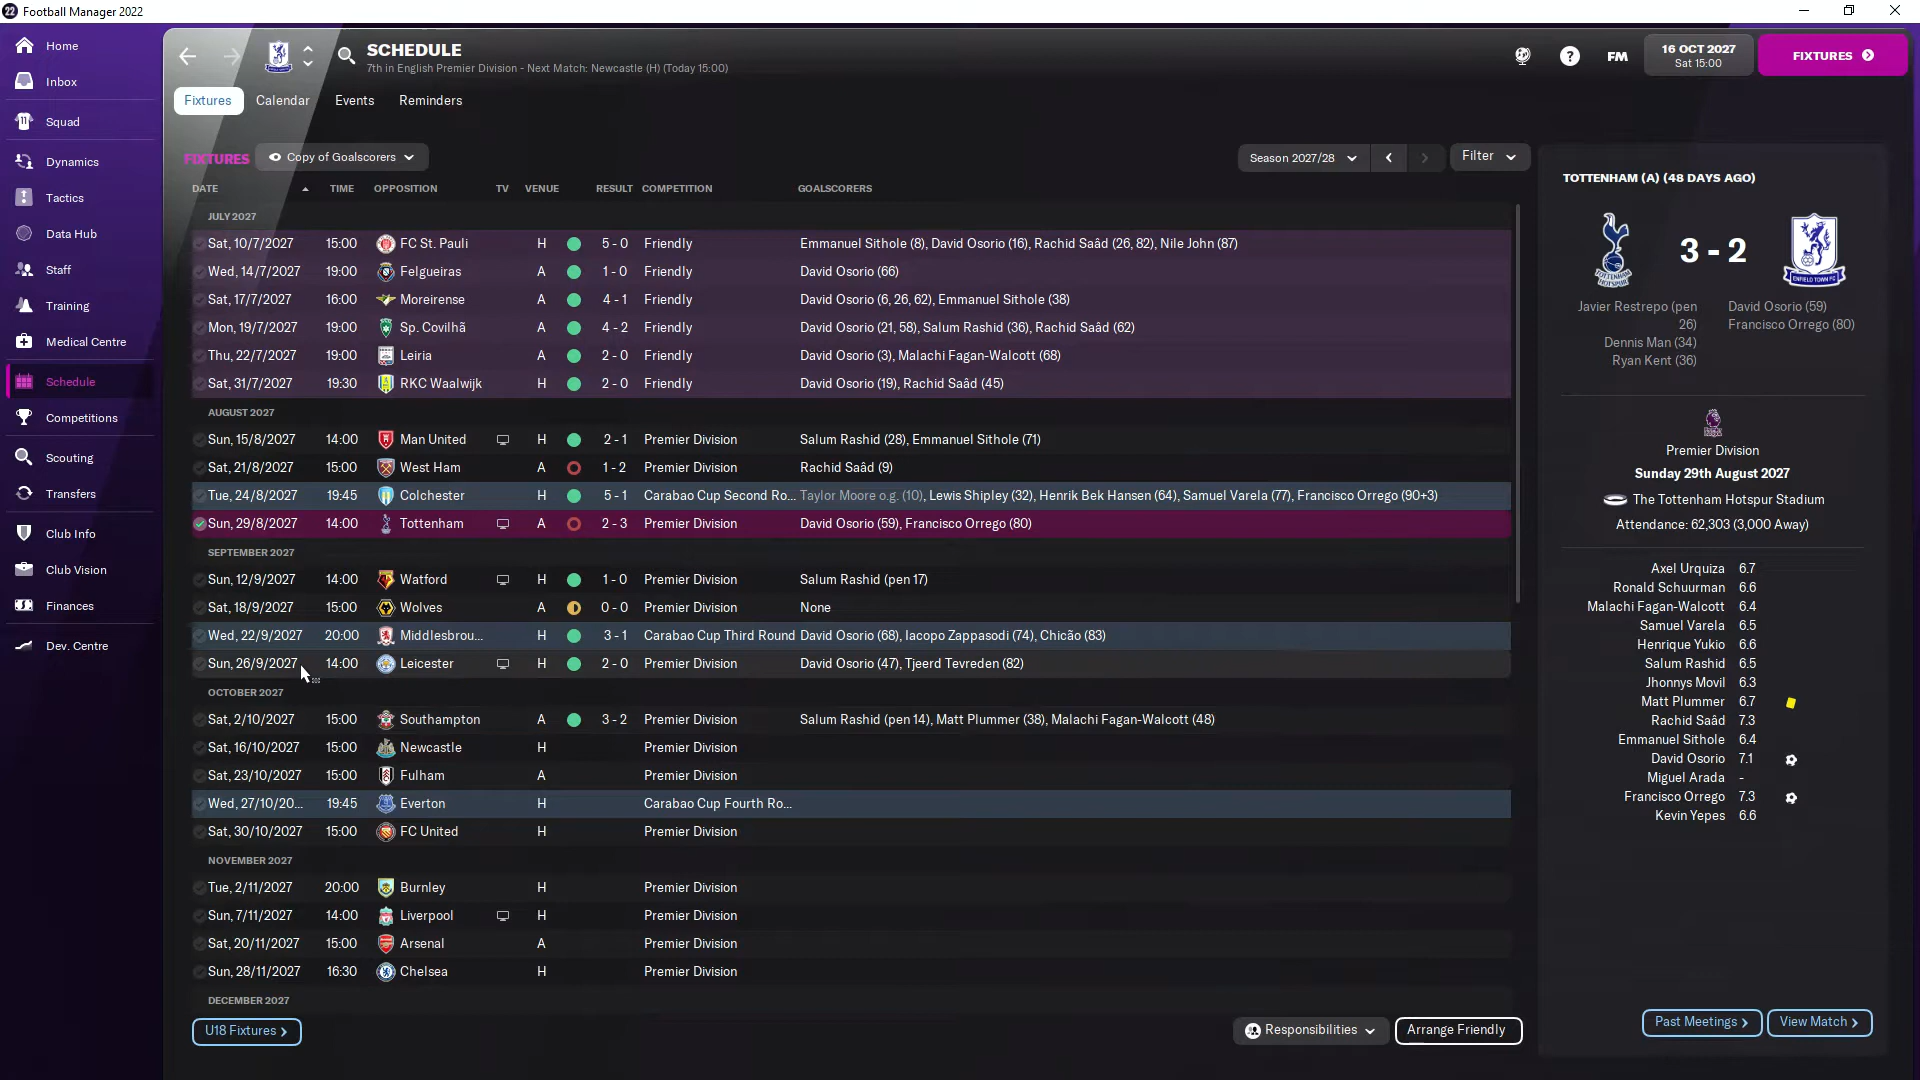 Football Manager 2022
Home
Inbox
Squad
Dynamics
Tactics
Data Hub
Staff
Training
Medical Centre
Schedule
Competitions
Scouting
Transfers
Club Info
Club Vision
Finances
Dev. Centre
SCHEDULE
7th in English Premier Division - Next Match: Newcastle (H) (Today 15:00)
FM
16 OCT 2027
Sat 15:00
FIXTURES
Fixtures Calendar Events Reminders
FIXTURES Copy of Goalscorers Season 2027/28 Filter
DATE TIME OPPOSITION TV VENUE RESULT COMPETITION GOALSCORERS
JULY 2027
Sat, 10/7/2027 15:00 FC St. Pauli H 5 - 0 Friendly Emmanuel Sithole (8), David Osorio (16), Rachid Saâd (26, 82), Nile John (87)
Wed, 14/7/2027 19:00 Felgueiras A 1 - 0 Friendly David Osorio (66)
Sat, 17/7/2027 16:00 Moreirense A 4 - 1 Friendly David Osorio (6, 26, 62), Emmanuel Sithole (38)
Mon, 19/7/2027 19:00 Sp. Covilhã A 4 - 2 Friendly David Osorio (21, 58), Salum Rashid (36), Rachid Saâd (62)
Thu, 22/7/2027 19:00 Leiria A 2 - 0 Friendly David Osorio (3), Malachi Fagan-Walcott (68)
Sat, 31/7/2027 19:30 RKC Waalwijk H 2 - 0 Friendly David Osorio (19), Rachid Saâd (45)
AUGUST 2027
Sun, 15/8/2027 14:00 Man United H 2 - 1 Premier Division Salum Rashid (28), Emmanuel Sithole (71)
Sat, 21/8/2027 15:00 West Ham A 1 - 2 Premier Division Rachid Saâd (9)
Tue, 24/8/2027 19:45 Colchester H 5 - 1 Carabao Cup Second Ro... Taylor Moore o.g. (10), Lewis Shipley (32), Henrik Bek Hansen (64), Samuel Varela (77), Francisco Orrego (90+3)
Sun, 29/8/2027 14:00 Tottenham A 2 - 3 Premier Division David Osorio (59), Francisco Orrego (80)
SEPTEMBER 2027
Sun, 12/9/2027 14:00 Watford H 1 - 0 Premier Division Salum Rashid (pen 17)
Sat, 18/9/2027 15:00 Wolves A 0 - 0 Premier Division None
Wed, 22/9/2027 20:00 Middlesbrou... H 3 - 1 Carabao Cup Third Round David Osorio (68), Iacopo Zappasodi (74), Chicão (83)
Sun, 26/9/2027 14:00 Leicester H 2 - 0 Premier Division David Osorio (47), Tjeerd Tevreden (82)
OCTOBER 2027
Sat, 2/10/2027 15:00 Southampton A 3 - 2 Premier Division Salum Rashid (pen 14), Matt Plummer (38), Malachi Fagan-Walcott (48)
Sat, 16/10/2027 15:00 Newcastle H Premier Division
Sat, 23/10/2027 15:00 Fulham A Premier Division
Wed, 27/10/20... 19:45 Everton H Carabao Cup Fourth Ro...
Sat, 30/10/2027 15:00 FC United H Premier Division
NOVEMBER 2027
Tue, 2/11/2027 20:00 Burnley H Premier Division
Sun, 7/11/2027 14:00 Liverpool H Premier Division
Sat, 20/11/2027 15:00 Arsenal A Premier Division
Sun, 28/11/2027 16:30 Chelsea H Premier Division
DECEMBER 2027
U18 Fixtures
Responsibilities
Arrange Friendly
TOTTENHAM (A) (48 DAYS AGO)
3 - 2
TOTTENHAM HOTSPUR
ENFIELD TOWN FC
Javier Restrepo (pen
26)
Dennis Man (34)
Ryan Kent (36)
David Osorio (59)
Francisco Orrego (80)
Premier Division
Sunday 29th August 2027
The Tottenham Hotspur Stadium
Attendance: 62,303 (3,000 Away)
Axel Urquiza 6.7
Ronald Schuurman 6.6
Malachi Fagan-Walcott 6.4
Samuel Varela 6.5
Henrique Yukio 6.6
Salum Rashid 6.5
Jhonnys Movil 6.3
Matt Plummer 6.7
Rachid Saâd 7.3
Emmanuel Sithole 6.4
David Osorio 7.1
Miguel Arada -
Francisco Orrego 7.3
Kevin Yepes 6.6
Past Meetings
View Match